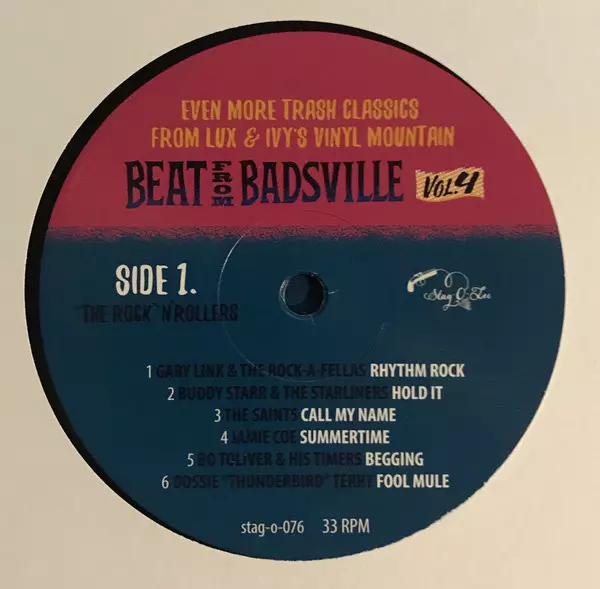 EVEN MORE TRASH CLASSICS
FROM LUX & IVY'S VINYL MOUNTAIN
BEAT FROM BADSVILLE VOL.4
SIDE 1.
"THE ROCK"N"ROLLERS
Stag-O-Lee
1 GARY LINK & THE ROCK-A-FELLAS RHYTHM ROCK
2 BUDDY STARR & THE STARLINERS HOLD IT
3 THE SAINTS CALL MY NAME
4 JAMIE COE SUMMERTIME
5 BO TOLIVER & HIS TIMERS BEGGING
6 DOSSIE "THUNDERBIRD" TERRY FOOL MULE
stag-o-076 33 RPM